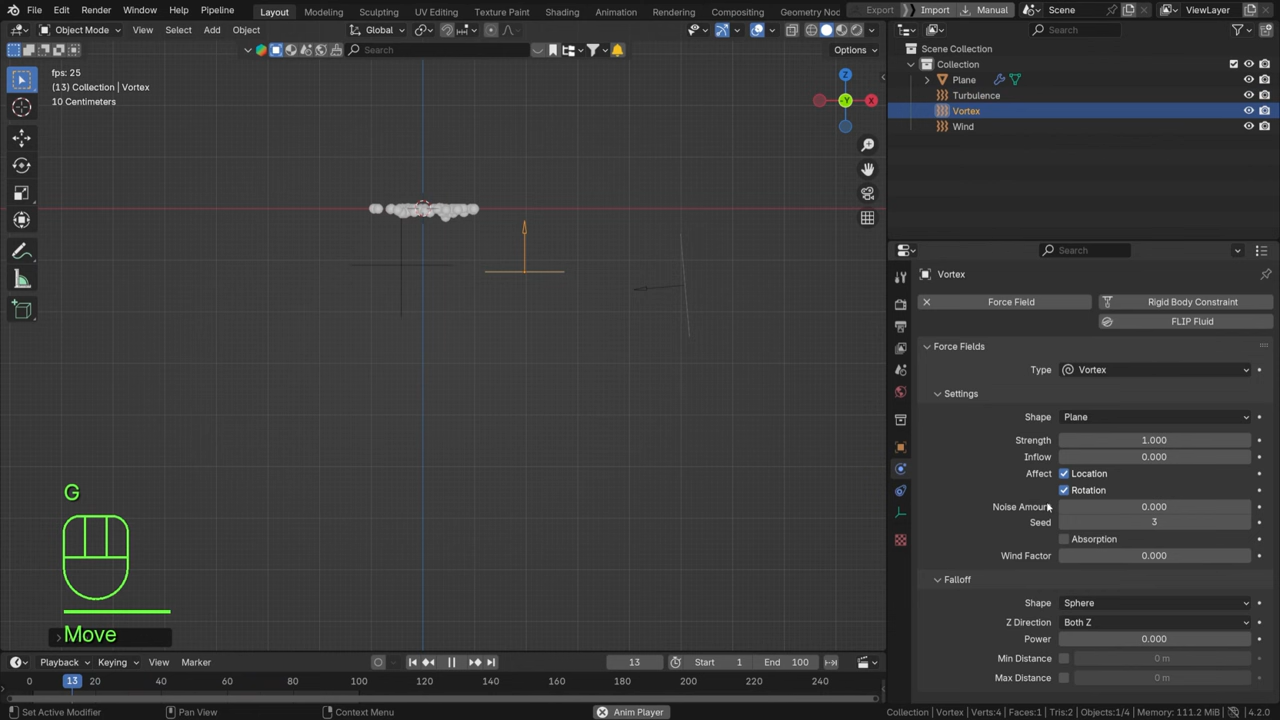 File Edit Render Window Help Pipeline Layout Modeling Sculpting UV Editing Texture Paint Shading Animation Rendering Compositing Geometry Noc Export Import Manual Scene ViewLayer
Object Mode View Select Add Object Global Search
Search Options
fps: 25
(13) Collection | Vortex
10 Centimeters
Z
-Y
X
G
Move
Scene Collection
Collection
Plane
Turbulence
Vortex
Wind
Search
Vortex
Force Field Rigid Body Constraint
FLIP Fluid
Force Fields
Type Vortex
Settings
Shape Plane
Strength 1.000
Inflow 0.000
Affect Location
Rotation
Noise Amount 0.000
Seed 3
Absorption
Wind Factor 0.000
Falloff
Shape Sphere
Z Direction Both Z
Power 0.000
Min Distance 0 m
Max Distance 0 m
Playback Keying View Marker 13 Start 1 End 100
0 13 20 40 60 80 100 120 140 160 180 200 220 240
Set Active Modifier Pan View Context Menu Anim Player Collection | Vortex | Verts:4 | Faces:1 | Tris:2 | Objects:1/4 | Memory: 111.2 MiB 4.2.0